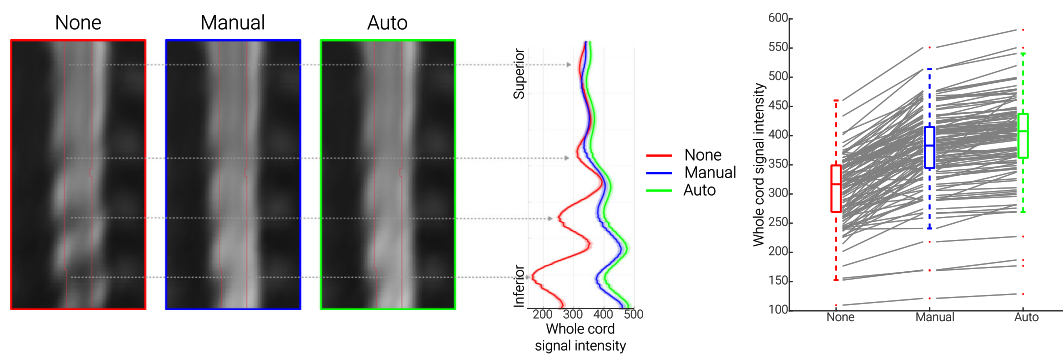 None
Manual
Auto
Superior
Inferior
200
300
400
500
Whole cord
signal intensity
None
Manual
Auto
Whole cord signal intensity
600
550
500
450
400
350
300
250
200
150
100
None
Manual
Auto